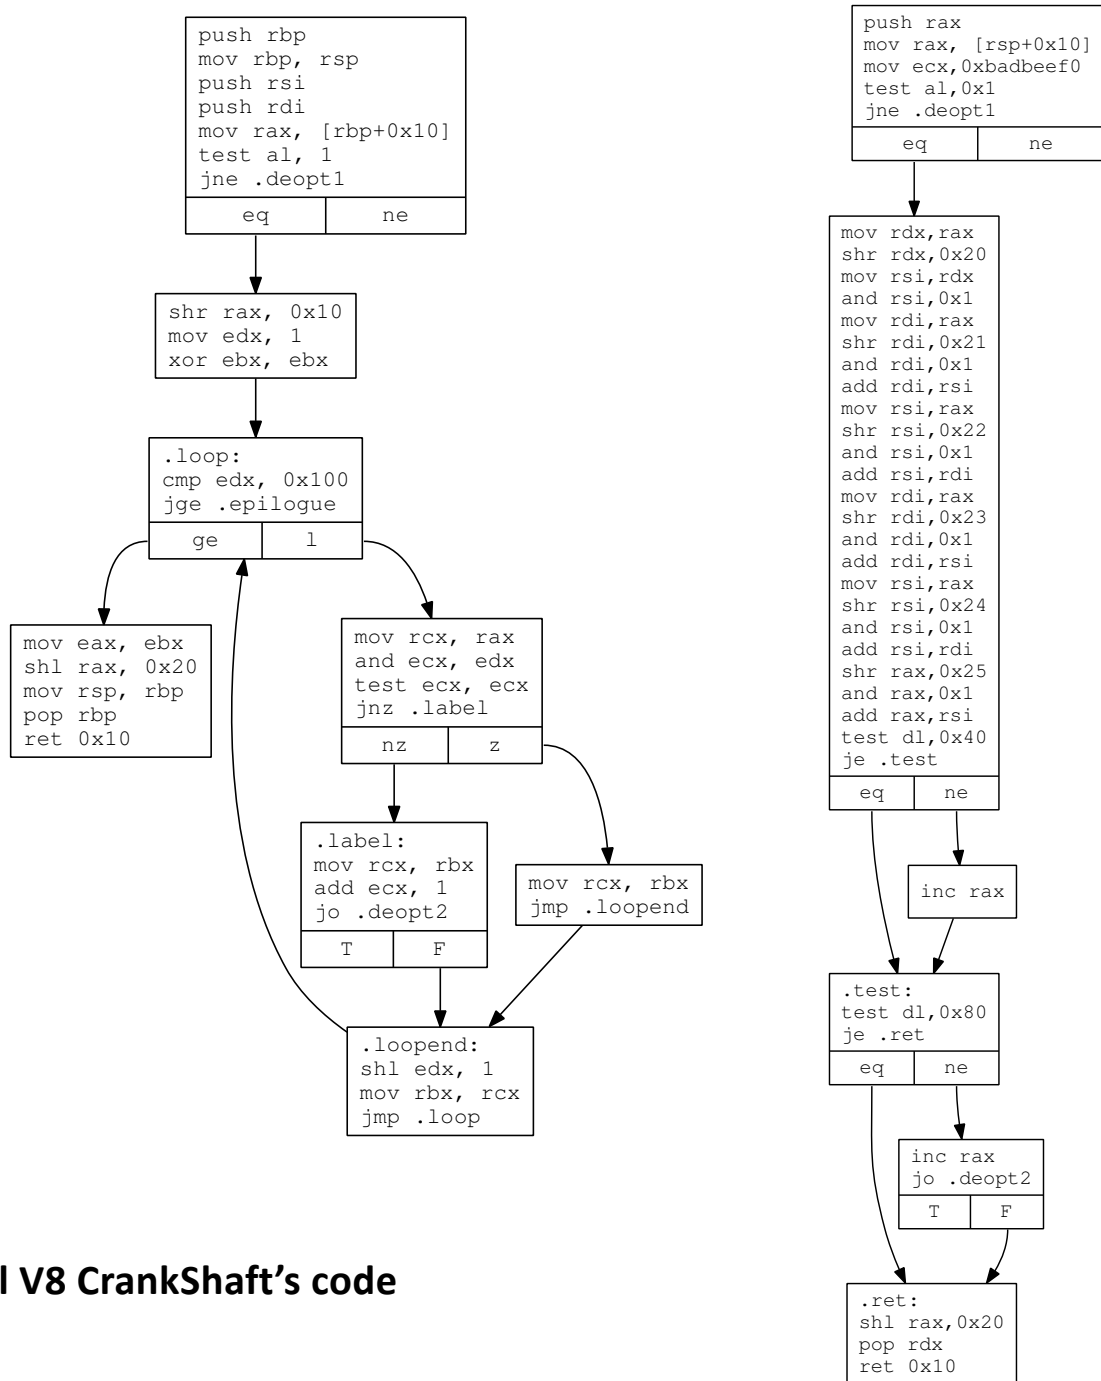 push rbp
mov rbp, rsp
push rsi
push rdi
mov rax, [rbp+0x10]
test al, 1
jne .deopt1
eq ne
shr rax, 0x10
mov edx, 1
xor ebx, ebx
.loop:
cmp edx, 0x100
jge .epilogue
ge l
mov eax, ebx
shl rax, 0x20
mov rsp, rbp
pop rbp
ret 0x10
mov rcx, rax
and ecx, edx
test ecx, ecx
jnz .label
nz z
.label:
mov rcx, rbx
add ecx, 1
jo .deopt2
T F
mov rcx, rbx
jmp .loopend
.loopend:
shl edx, 1
mov rbx, rcx
jmp .loop
l V8 CrankShaft's code
push rax
mov rax, [rsp+0x10]
mov ecx,0xbadbeef0
test al,0x1
jne .deopt1
eq ne
mov rdx,rax
shr rdx,0x20
mov rsi,rdx
and rsi,0x1
mov rdi,rax
shr rdi,0x21
and rdi,0x1
add rdi,rsi
mov rsi,rax
shr rsi,0x22
and rsi,0x1
add rsi,rdi
mov rdi,rax
shr rdi,0x23
and rdi,0x1
add rdi,rsi
mov rsi,rax
shr rsi,0x24
and rsi,0x1
add rsi,rdi
shr rax,0x25
and rax,0x1
add rax,rsi
test dl,0x40
je .test
eq ne
inc rax
.test:
test dl,0x80
je .ret
eq ne
inc rax
jo .deopt2
T F
.ret:
shl rax,0x20
pop rdx
ret 0x10